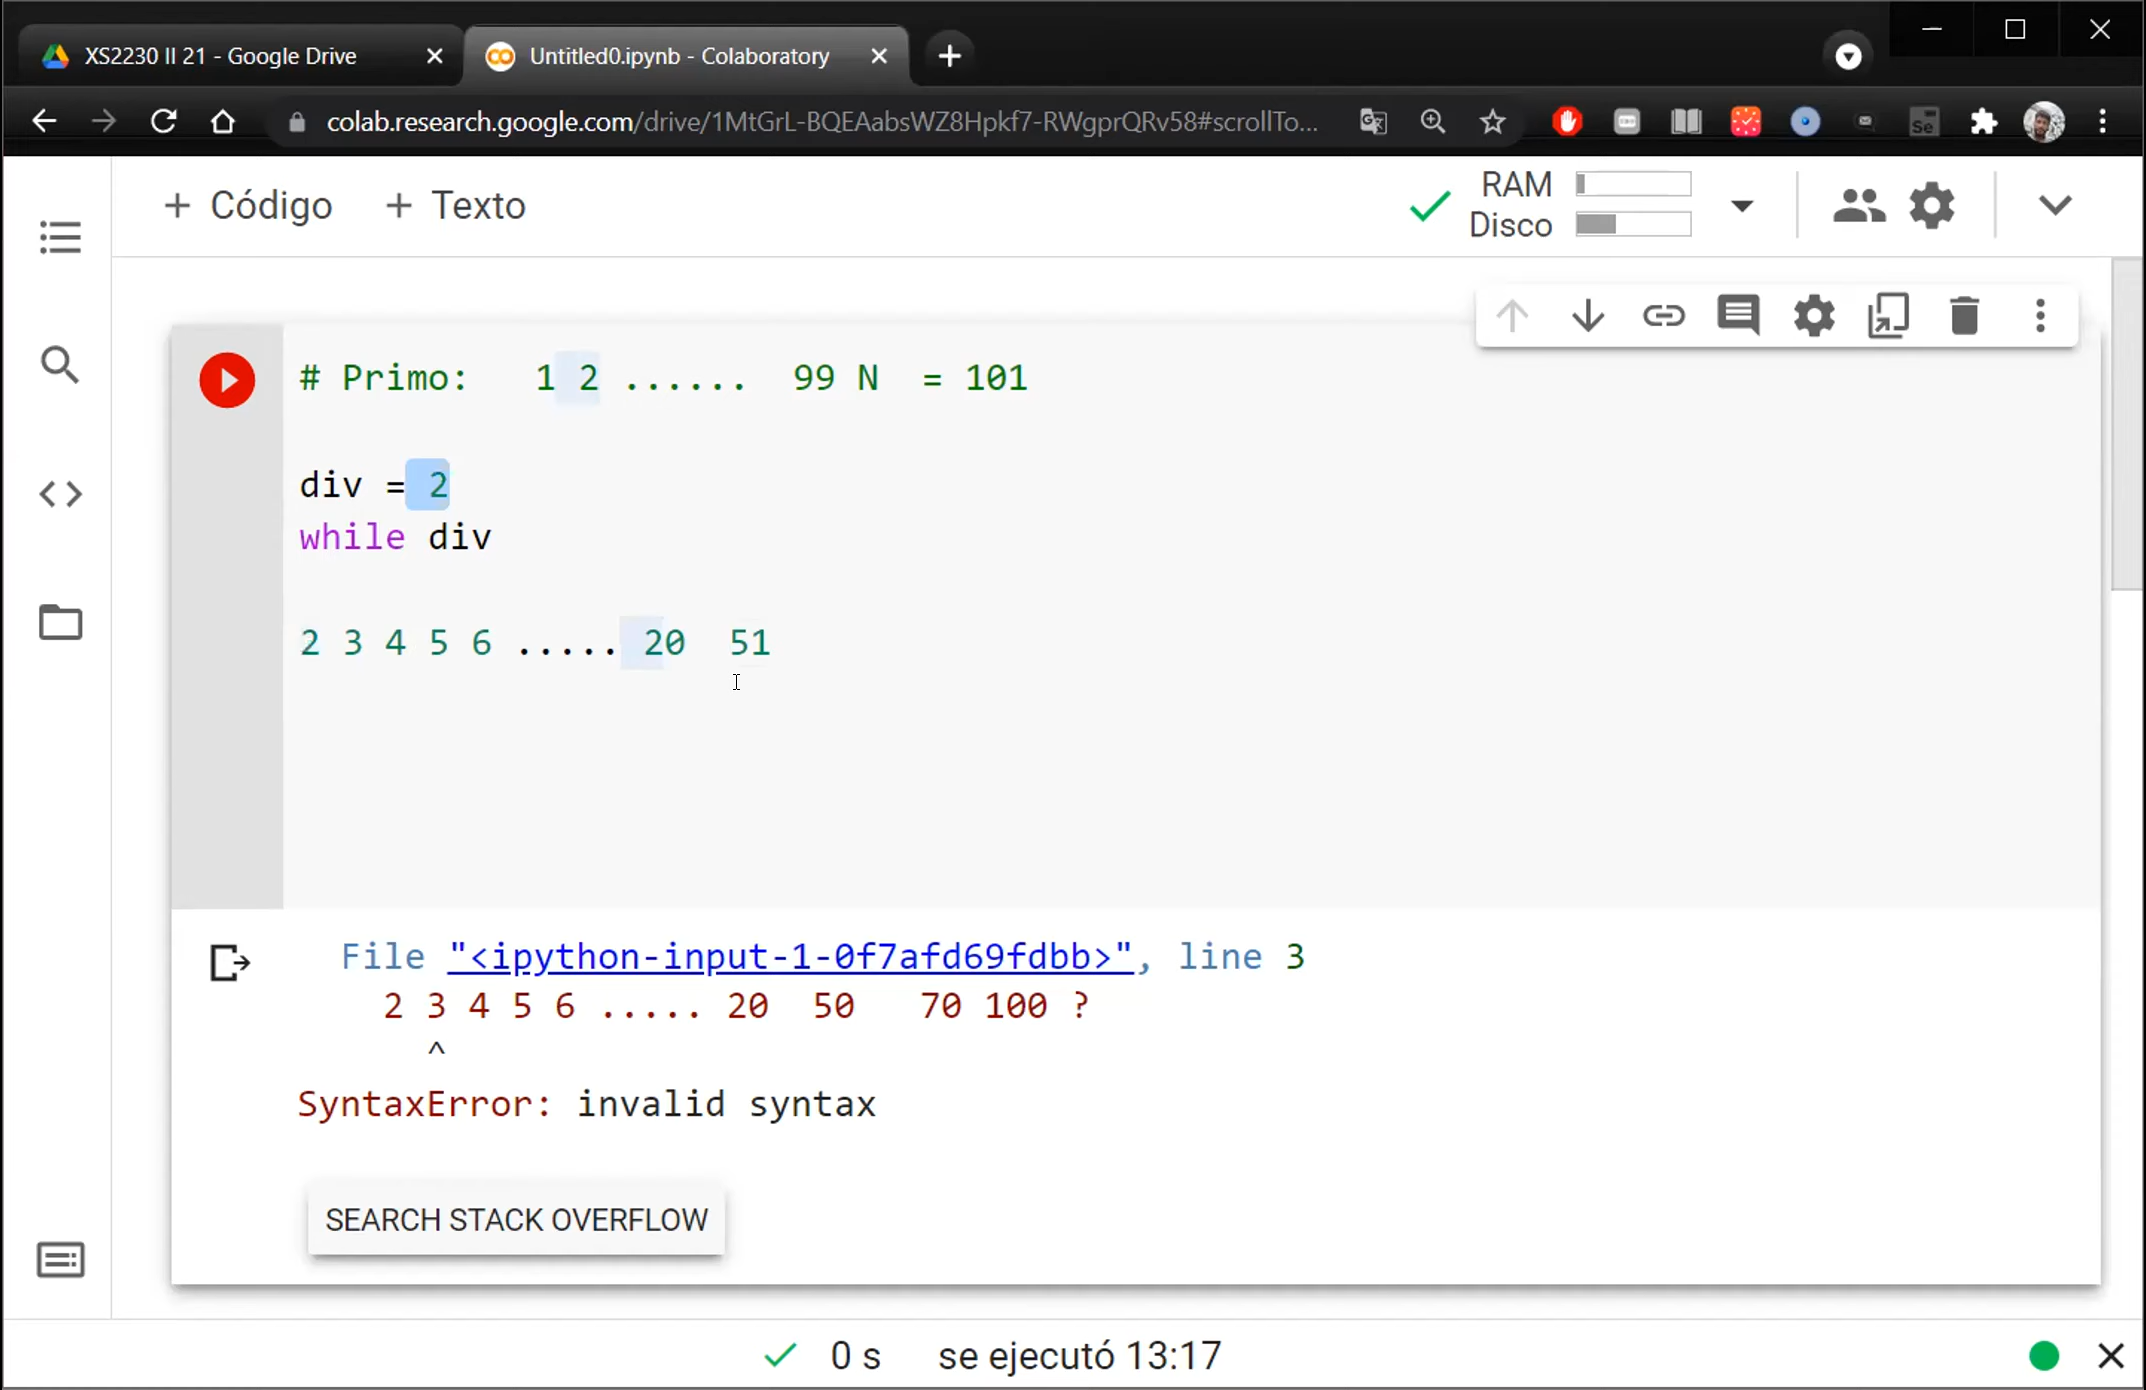 XS2230 II 21 - Google Drive
Untitled0.ipynb - Colaboratory
colab.research.google.com/drive/1MtGrL-BQEAabsWZ8Hpkf7-RWgprQRv58#scrollTo...
Se
+ Código
+ Texto
RAM
Disco
# Primo:   1 2 ......  99 N  = 101
div = 2
while div
2 3 4 5 6 ..... 20  51
File "<ipython-input-1-0f7afd69fdbb>", line 3
2 3 4 5 6 ..... 20  50   70 100 ?
^
SyntaxError: invalid syntax
SEARCH STACK OVERFLOW
0 s
se ejecutó 13:17